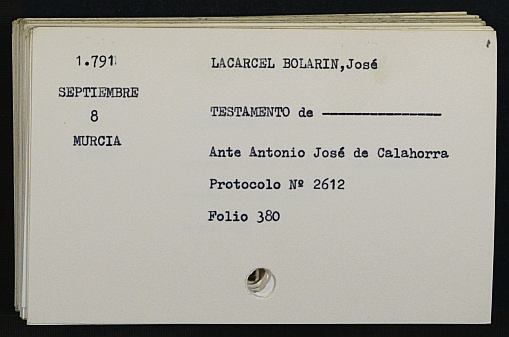 1.791
LACARCEL BOLARIN,José
SEPTIEMBRE
8
TESTAMENTO de ----------------
MURCIA
Ante Antonio José de Calahorra
Protocolo Nº 2612
Folio 380